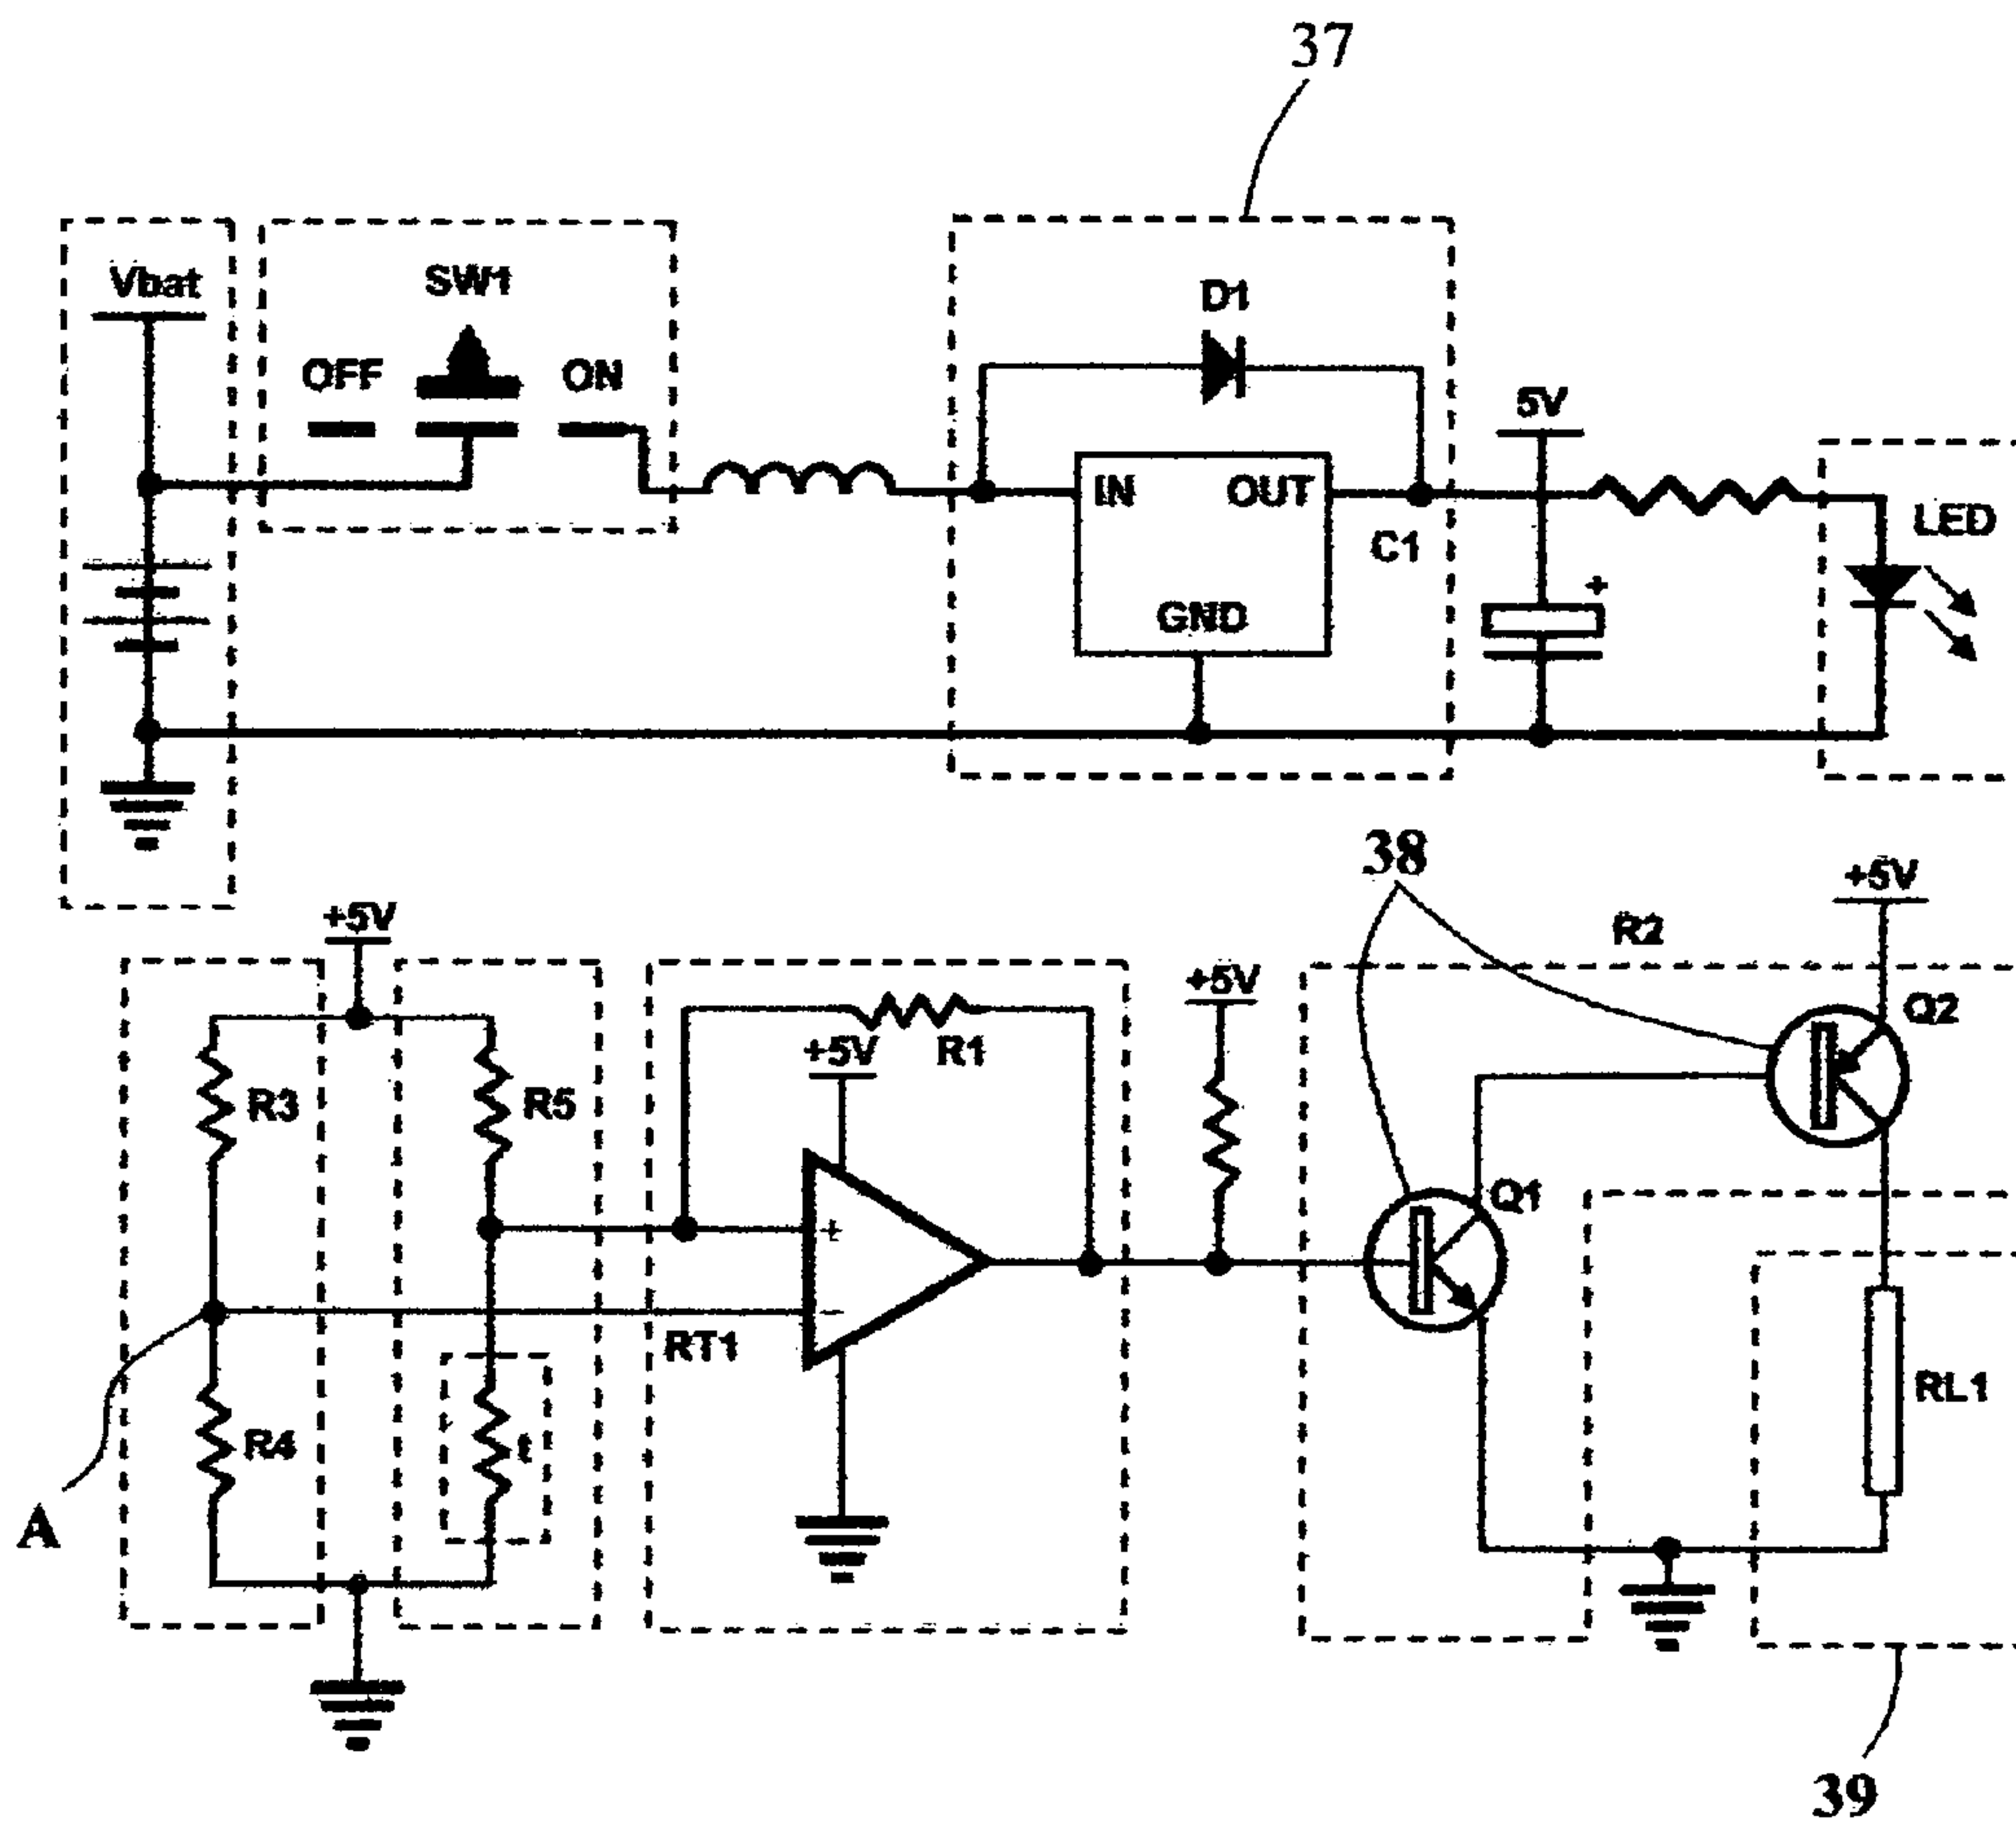 37
Vbat
SW1
OFF
ON
D1
IN
OUT
GND
C1
5V
+
LED
38
+5V
R2
+5V
Q2
+5V
R3
R5
+5V
R1
+
−
RT1
Q1
A
R4
t
RL1
39